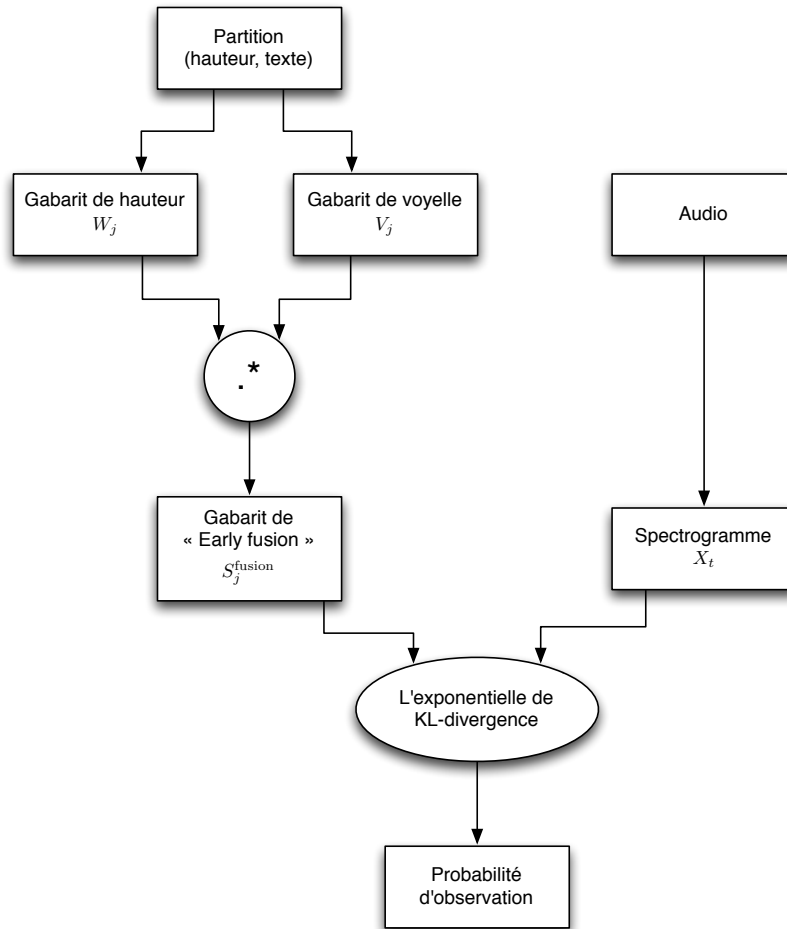 Partition
(hauteur, texte)
Gabarit de hauteur
W_j
Gabarit de voyelle
V_j
Audio
.*
Gabarit de
« Early fusion »
S_j^fusion
Spectrogramme
X_t
L'exponentielle de
KL-divergence
Probabilité
d'observation